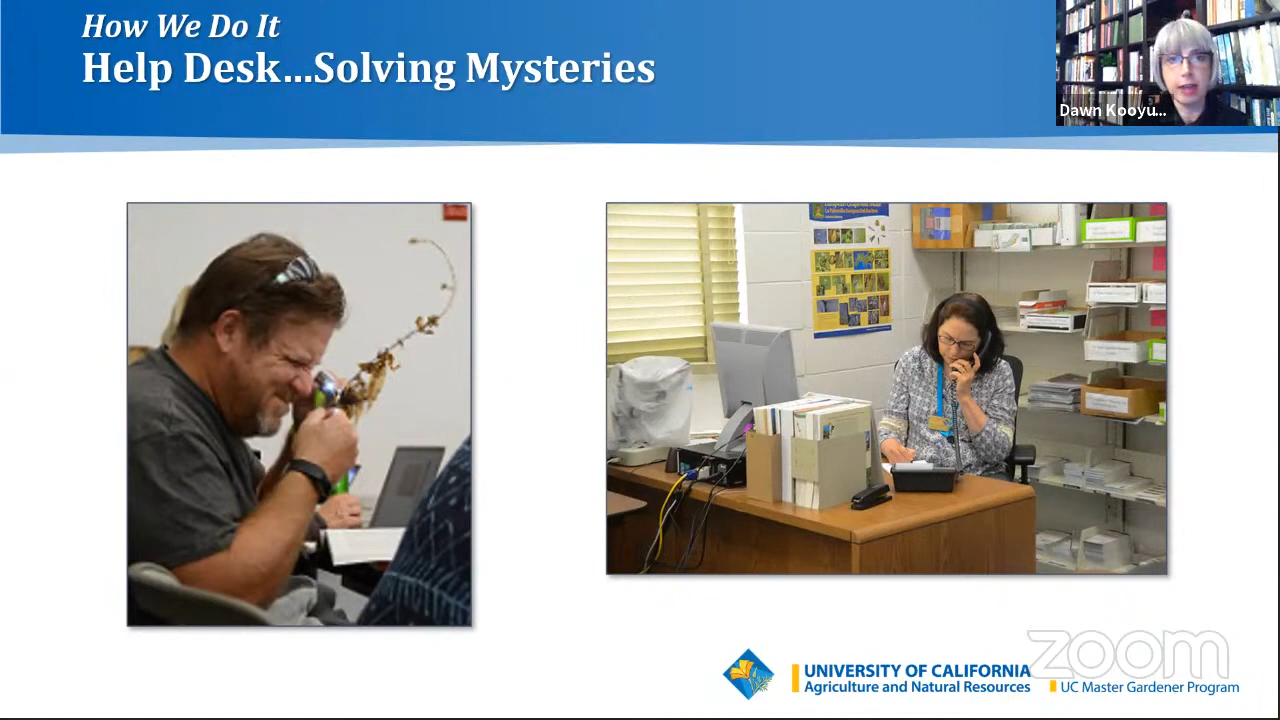 How We Do It
Help Desk...Solving Mysteries
Dawn Kooyu...
zoom
UNIVERSITY OF CALIFORNIA
Agriculture and Natural Resources
UC Master Gardener Program